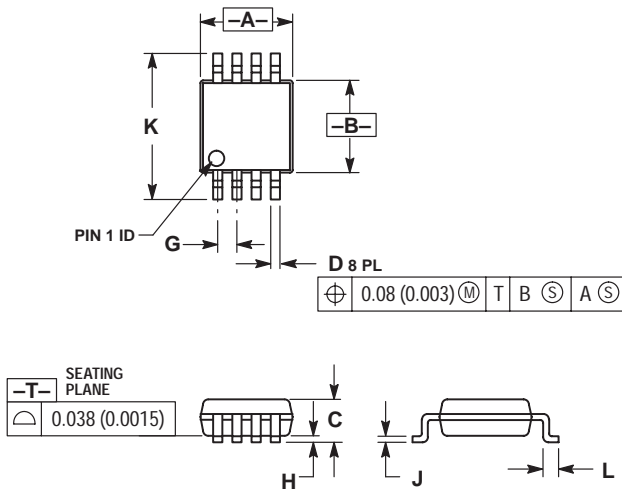 –A–
K
–B–
PIN 1 ID
G
D 8 PL
⌖ 0.08 (0.003) Ⓜ T B Ⓢ A Ⓢ
–T– SEATING
PLANE
⌓ 0.038 (0.0015)
C
H
J
L